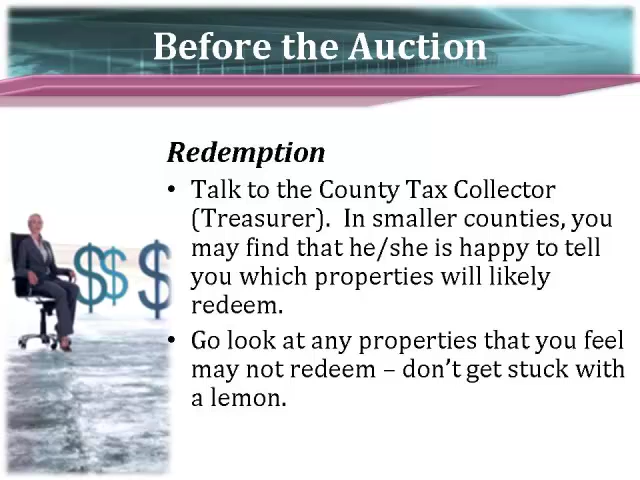 Before the Auction
Redemption
• Talk to the County Tax Collector
(Treasurer).  In smaller counties, you
may find that he/she is happy to tell
you which properties will likely
redeem.
• Go look at any properties that you feel
may not redeem – don’t get stuck with
a lemon.